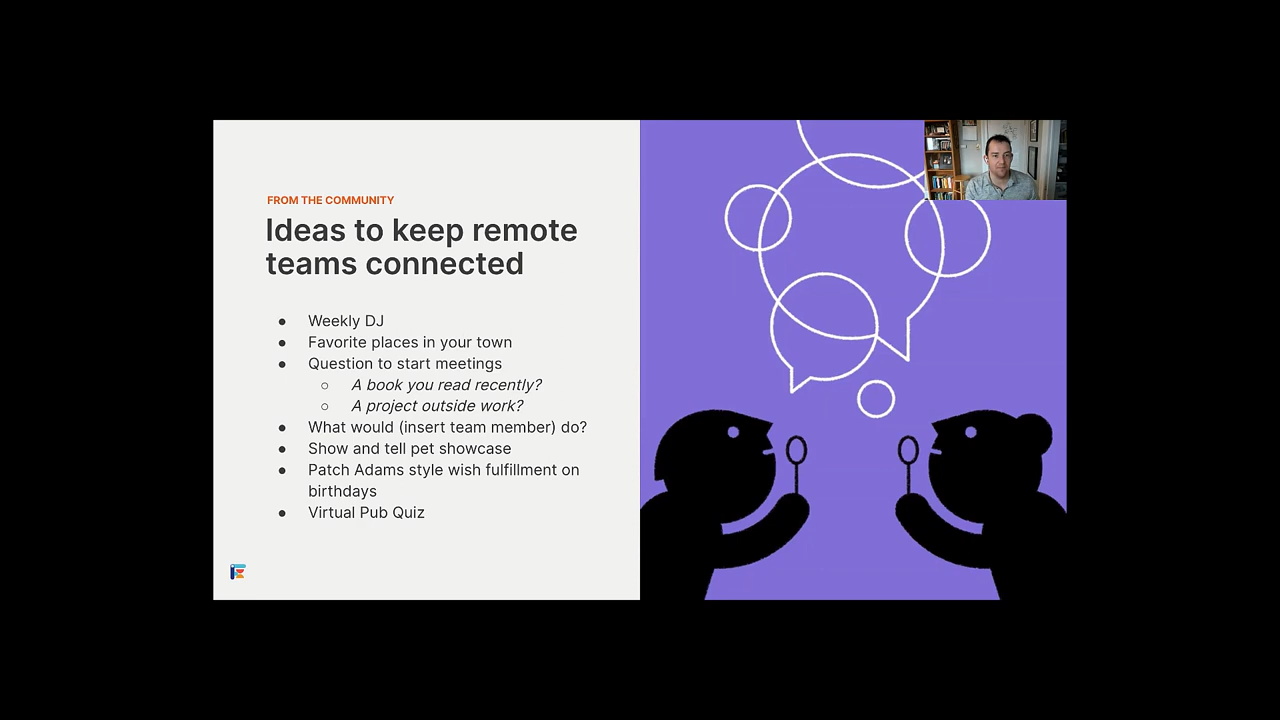 FROM THE COMMUNITY
Ideas to keep remote
teams connected
● Weekly DJ
● Favorite places in your town
● Question to start meetings
○ A book you read recently?
○ A project outside work?
● What would (insert team member) do?
● Show and tell pet showcase
● Patch Adams style wish fulfillment on
birthdays
● Virtual Pub Quiz